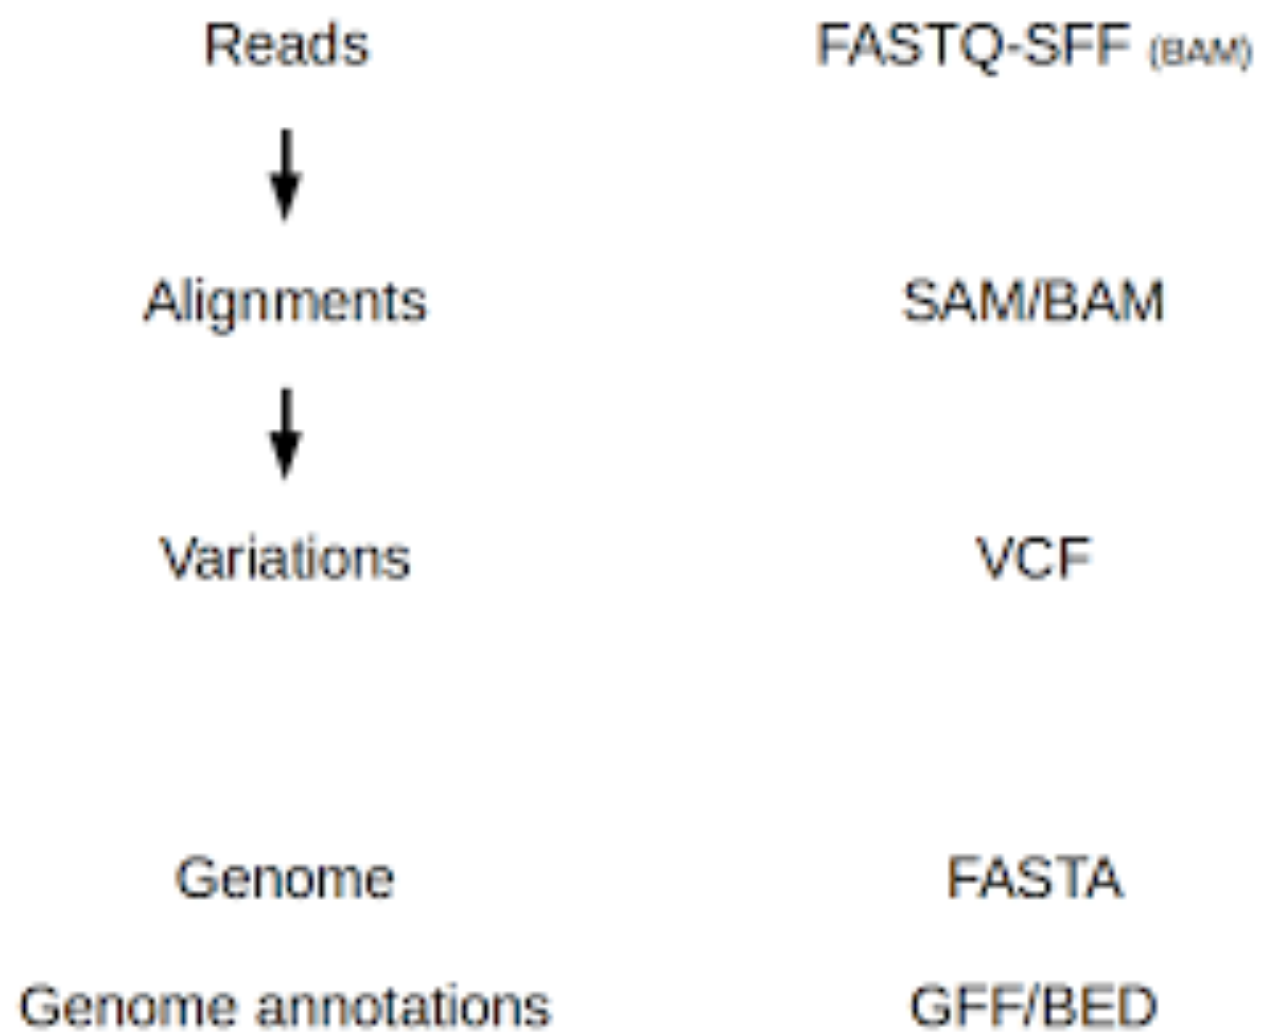 Reads FASTQ-SFF (BAM)
Alignments SAM/BAM
Variations VCF
Genome FASTA
Genome annotations GFF/BED